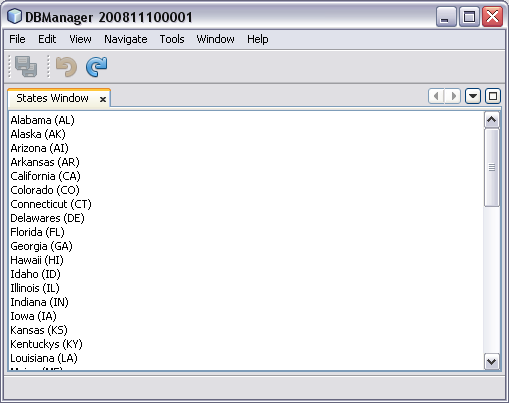 DBManager 200811100001
File Edit View Navigate Tools Window Help
States Window
Alabama (AL)
Alaska (AK)
Arizona (AI)
Arkansas (AR)
California (CA)
Colorado (CO)
Connecticut (CT)
Delawares (DE)
Florida (FL)
Georgia (GA)
Hawaii (HI)
Idaho (ID)
Illinois (IL)
Indiana (IN)
Iowa (IA)
Kansas (KS)
Kentuckys (KY)
Louisiana (LA)